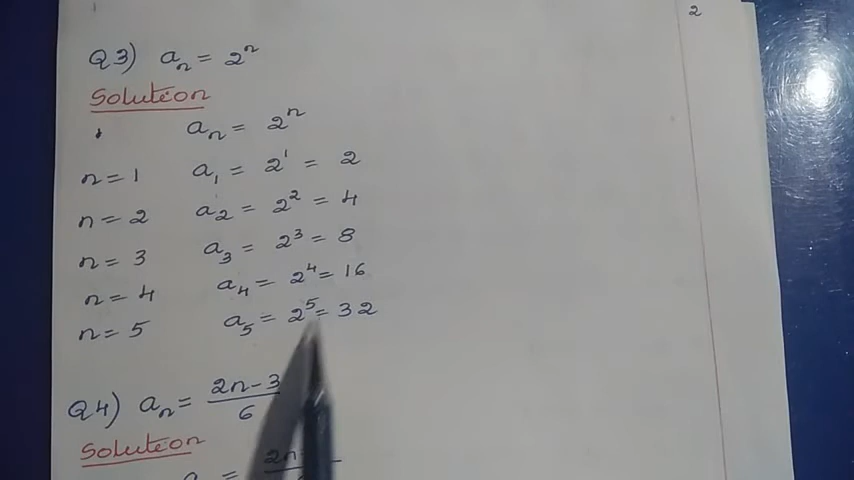 2
Q3) aₙ = 2ⁿ
Solution
aₙ = 2ⁿ
n = 1 a₁ = 2¹ = 2
n = 2 a₂ = 2² = 4
n = 3 a₃ = 2³ = 8
n = 4 a₄ = 2⁴ = 16
n = 5 a₅ = 2⁵ = 32
Q4) aₙ = (2n-3)/6
Solution